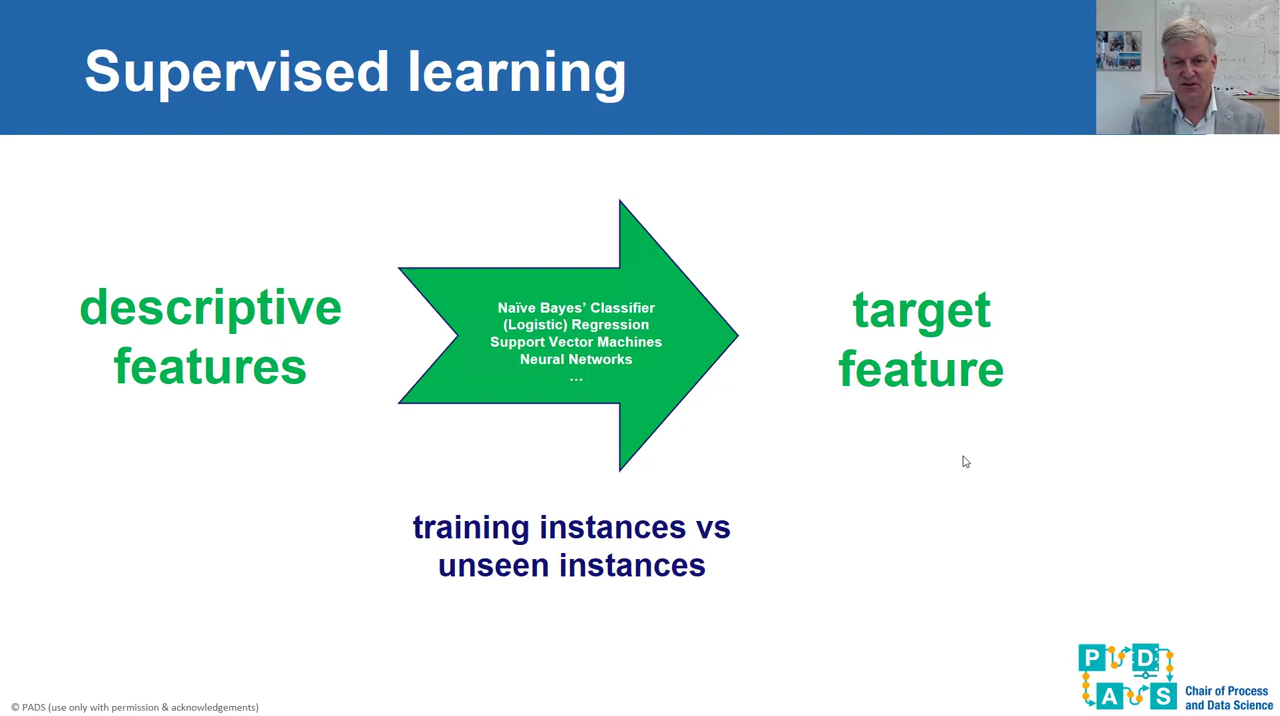 Supervised learning
descriptive
features
Naïve Bayes’ Classifier
(Logistic) Regression
Support Vector Machines
Neural Networks
…
target
feature
training instances vs
unseen instances
P D
A S
Chair of Process
and Data Science
© PADS (use only with permission & acknowledgements)